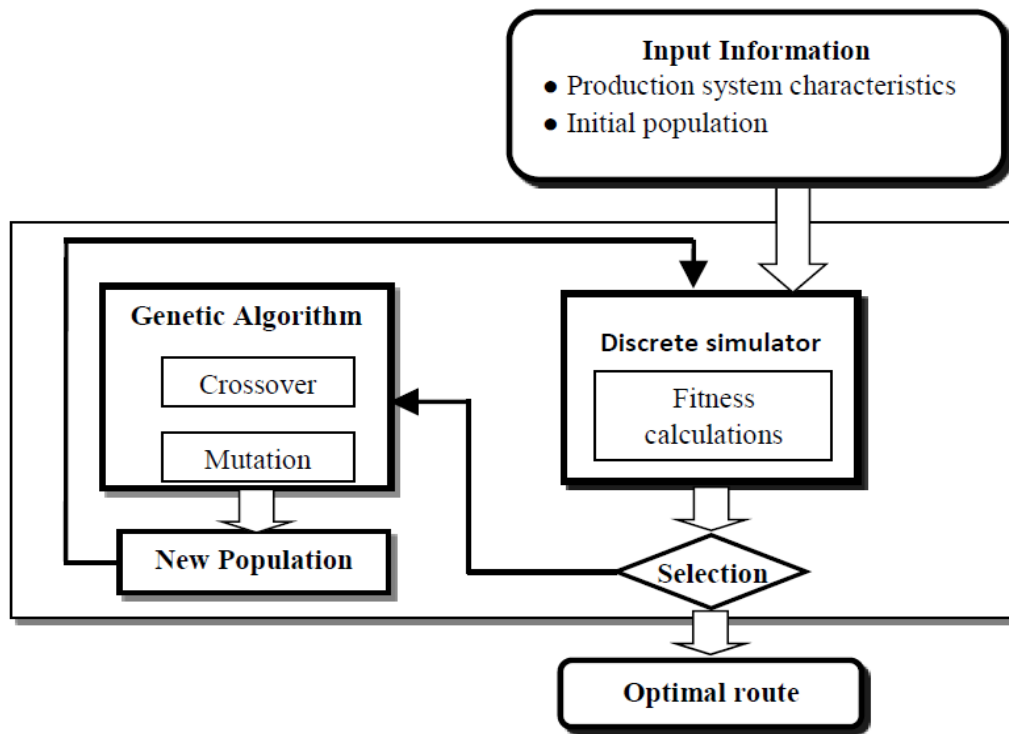 Input Information
● Production system characteristics
● Initial population
Genetic Algorithm
Crossover
Mutation
New Population
Discrete simulator
Fitness
calculations
Selection
Optimal route